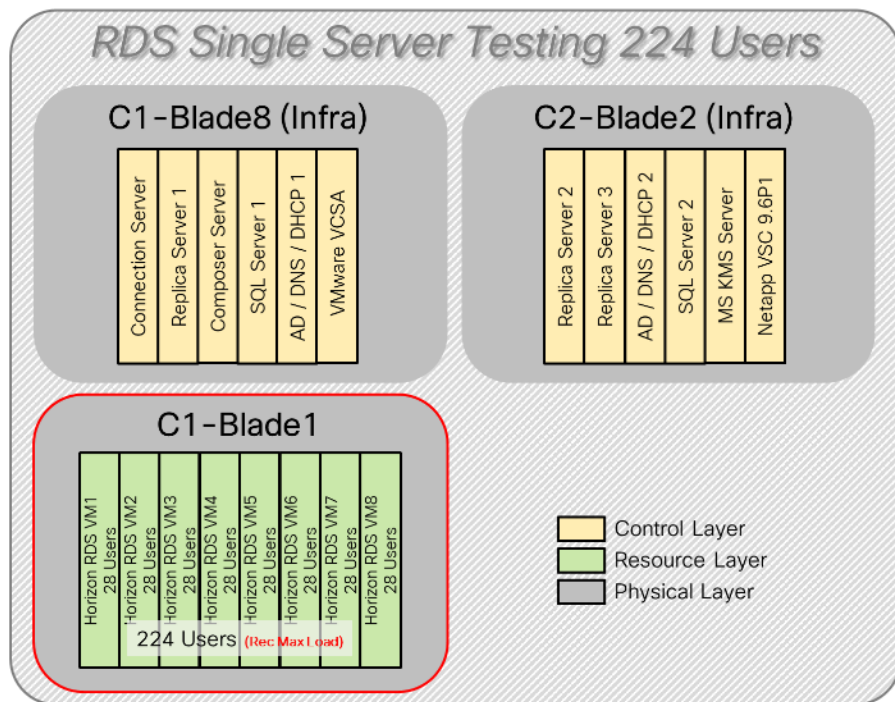 RDS Single Server Testing 224 Users
C1-Blade8 (Infra)
Connection Server
Replica Server 1
Composer Server
SQL Server 1
AD / DNS / DHCP 1
VMware VCSA
C2-Blade2 (Infra)
Replica Server 2
Replica Server 3
AD / DNS / DHCP 2
SQL Server 2
MS KMS Server
Netapp VSC 9.6P1
C1-Blade1
Horizon RDS VM1
28 Users
Horizon RDS VM2
28 Users
Horizon RDS VM3
28 Users
Horizon RDS VM4
28 Users
Horizon RDS VM5
28 Users
Horizon RDS VM6
28 Users
Horizon RDS VM7
28 Users
Horizon RDS VM8
28 Users
224 Users (Rec Max Load)
Control Layer
Resource Layer
Physical Layer